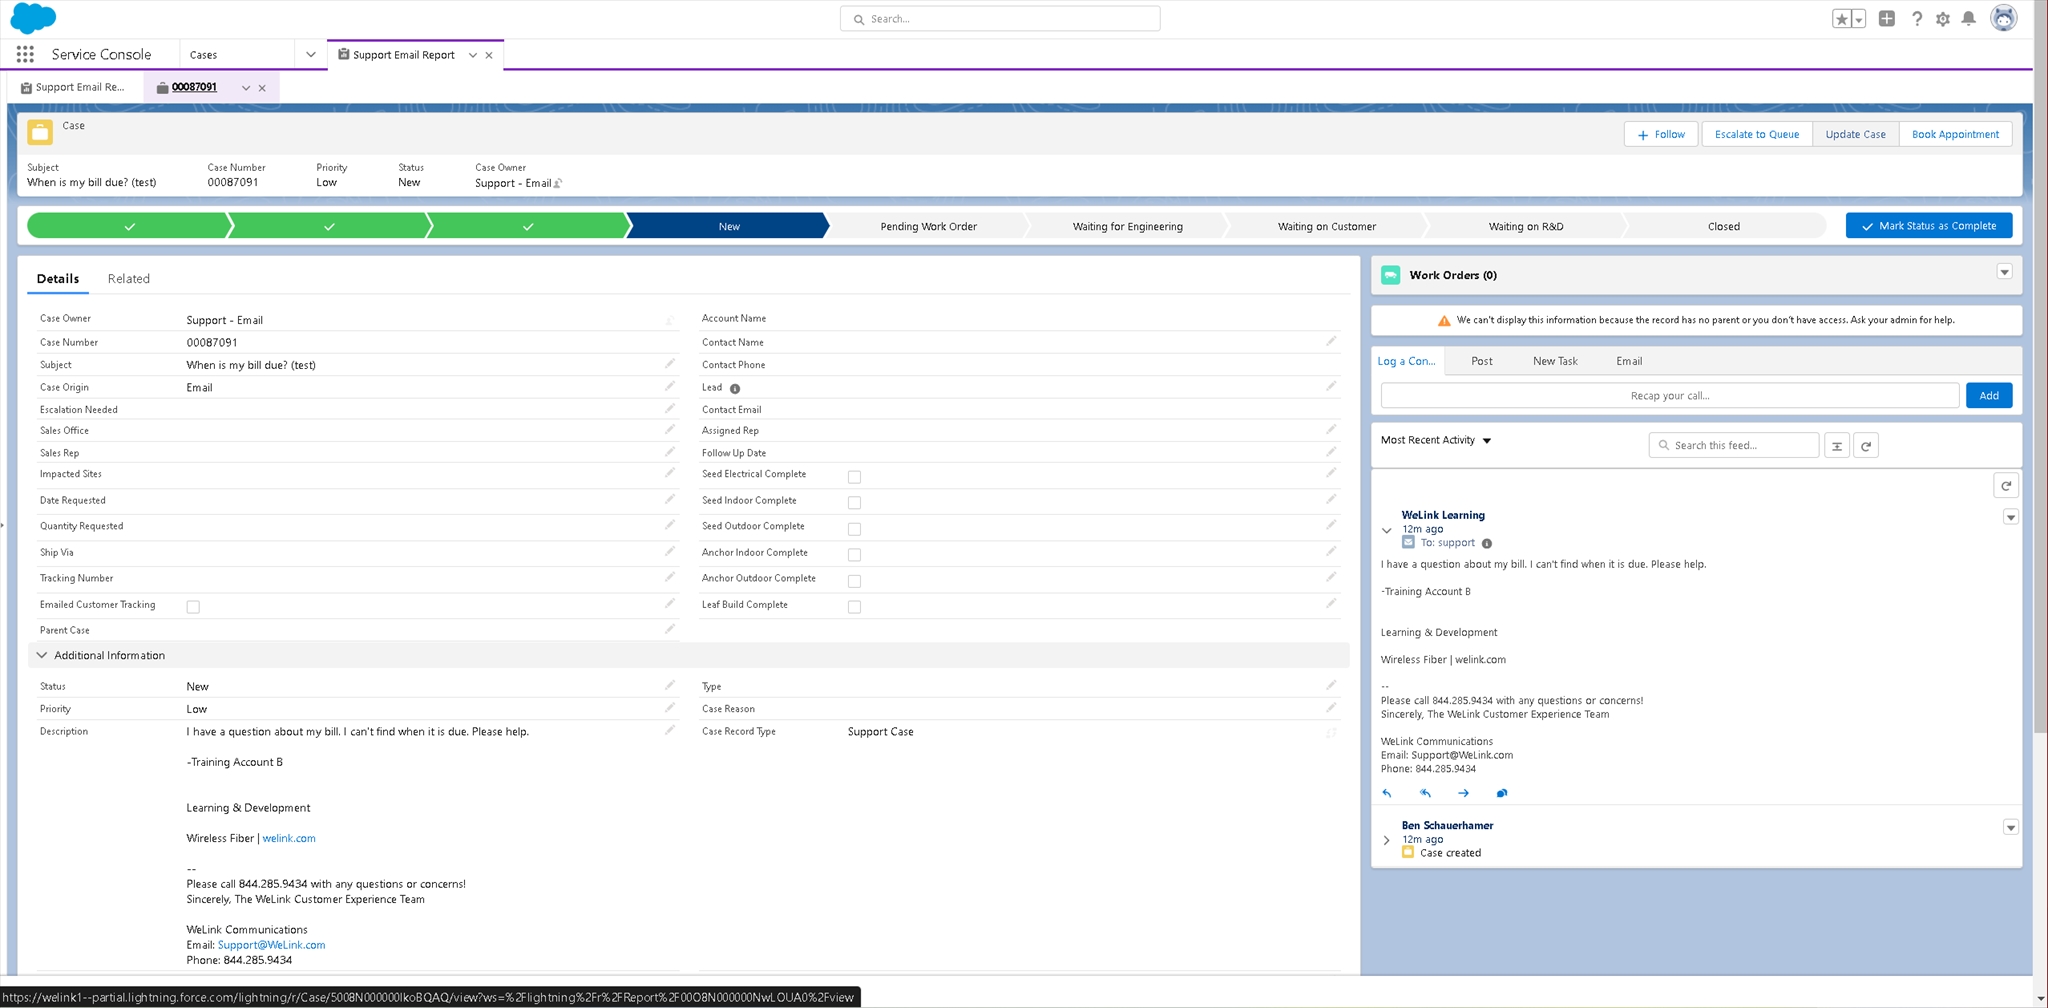 Search...
Service Console
Cases
Support Email Report
Support Email Re...
00087091
Case
Follow
Escalate to Queue
Update Case
Book Appointment
Subject
When is my bill due? (test)
Case Number
00087091
Priority
Low
Status
New
Case Owner
Support - Email
New
Pending Work Order
Waiting for Engineering
Waiting on Customer
Waiting on R&D
Closed
Mark Status as Complete
Details
Related
Case Owner
Support - Email
Case Number
00087091
Subject
When is my bill due? (test)
Case Origin
Email
Escalation Needed
Sales Office
Sales Rep
Impacted Sites
Date Requested
Quantity Requested
Ship Via
Tracking Number
Emailed Customer Tracking
Parent Case
Account Name
Contact Name
Contact Phone
Lead
Contact Email
Assigned Rep
Follow Up Date
Seed Electrical Complete
Seed Indoor Complete
Seed Outdoor Complete
Anchor Indoor Complete
Anchor Outdoor Complete
Leaf Build Complete
Additional Information
Status
New
Priority
Low
Description
I have a question about my bill. I can't find when it is due. Please help.
-Training Account B
Learning & Development
Wireless Fiber | welink.com
--
Please call 844.285.9434 with any questions or concerns!
Sincerely, The WeLink Customer Experience Team
WeLink Communications
Email: Support@WeLink.com
Phone: 844.285.9434
Type
Case Reason
Case Record Type
Support Case
Work Orders (0)
We can't display this information because the record has no parent or you don't have access. Ask your admin for help.
Log a Con...
Post
New Task
Email
Recap your call...
Add
Most Recent Activity
Search this feed...
WeLink Learning
12m ago
To: support
I have a question about my bill. I can't find when it is due. Please help.
-Training Account B
Learning & Development
Wireless Fiber | welink.com
--
Please call 844.285.9434 with any questions or concerns!
Sincerely, The WeLink Customer Experience Team
WeLink Communications
Email: Support@WeLink.com
Phone: 844.285.9434
Ben Schauerhamer
12m ago
Case created
https://welink1--partial.lightning.force.com/lightning/r/Case/5008N000000IkoBQAQ/view?ws=%2Flightning%2Fr%2FReport%2F00O8N000000NwLOUA0%2Fview